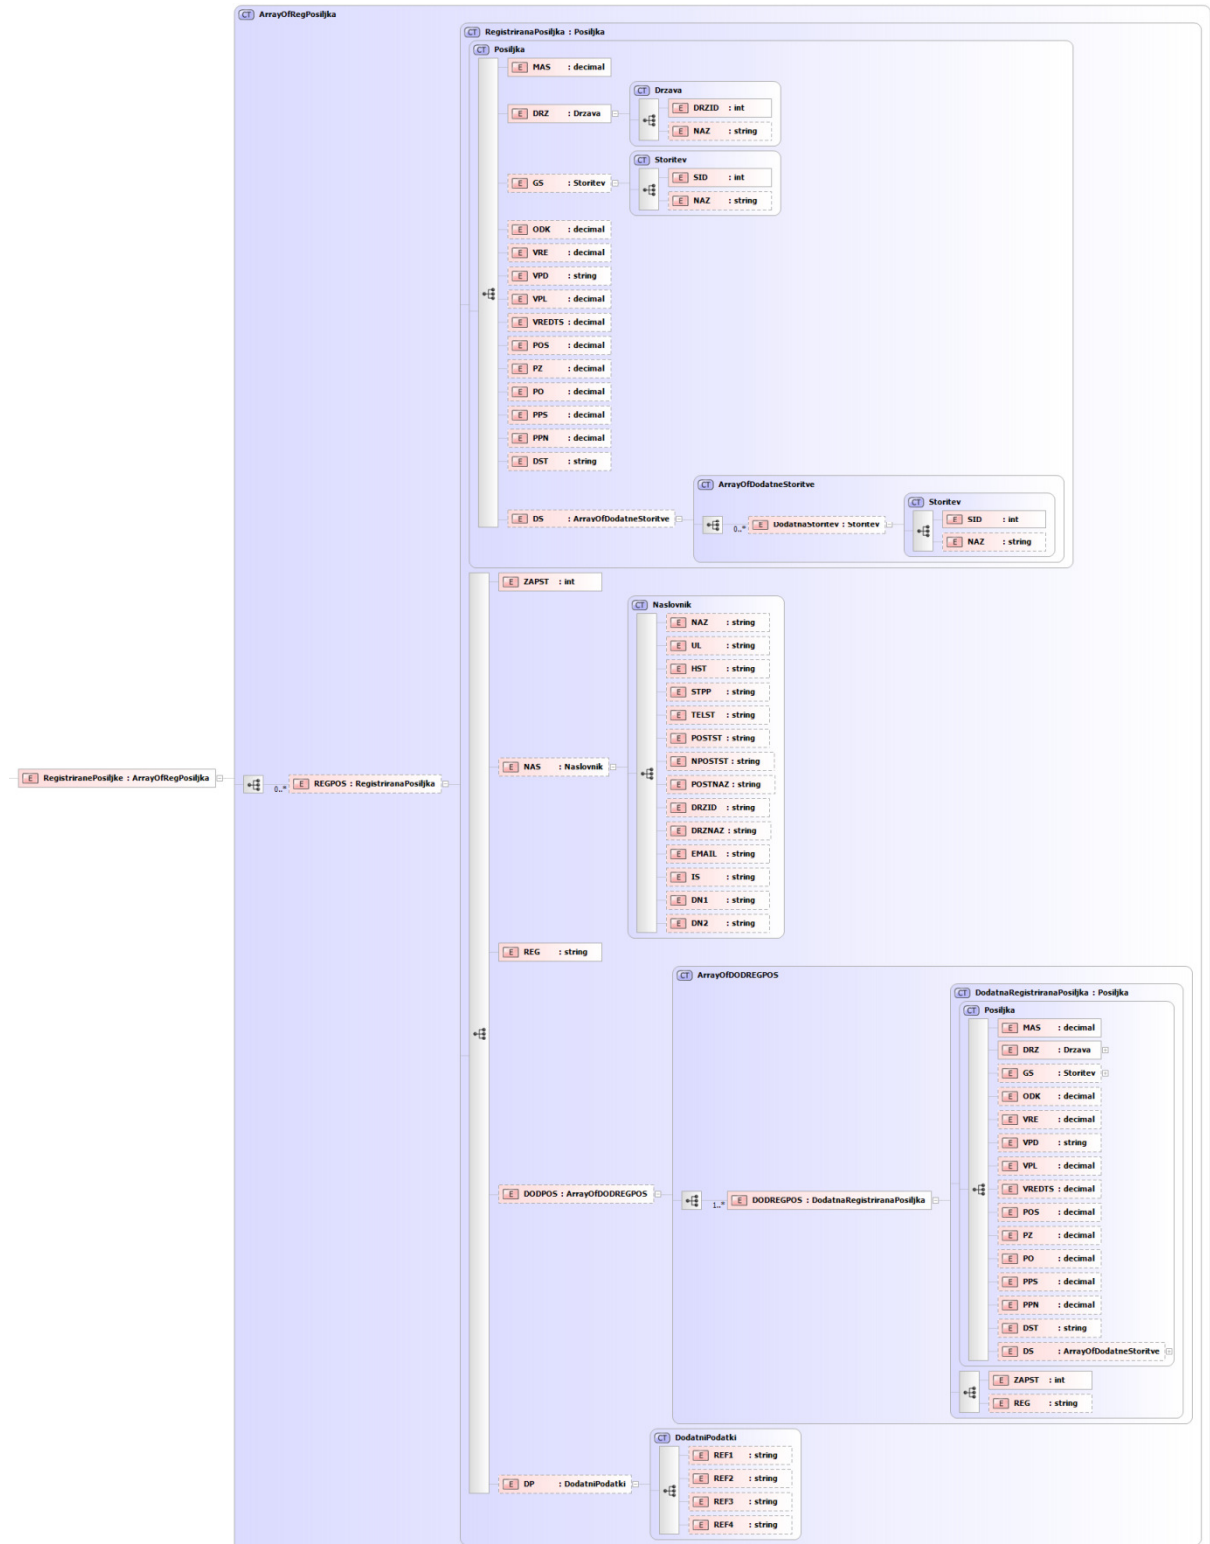 CT ArrayOfRegPosiljka
CT RegistriranaPosiljka : Posiljka
CT Posiljka
E MAS : decimal
CT Drzava
E DRZ : Drzava
E DRZID : int
E NAZ : string
CT Storitev
E GS : Storitev
E SID : int
E NAZ : string
E ODK : decimal
E VRE : decimal
E VPD : string
E VPL : decimal
E VREDTS : decimal
E POS : decimal
E PZ : decimal
E PO : decimal
E PPS : decimal
E PPN : decimal
E DST : string
CT ArrayOfDodatneStoritve
CT Storitev
E DS : ArrayOfDodatneStoritve
0..* E DodatnaStoritev : Storitev
E SID : int
E NAZ : string
E ZAPST : int
CT Naslovnik
E NAZ : string
E UL : string
E HST : string
E STPP : string
E TELST : string
E POSTST : string
E NAS : Naslovnik
E NPOSTST : string
E RegistriranePosiljke : ArrayOfRegPosiljka
0..* E REGPOS : RegistriranaPosiljka
E POSTNAZ : string
E DRZID : string
E DRZNAZ : string
E EMAIL : string
E IS : string
E DN1 : string
E DN2 : string
E REG : string
CT ArrayOfDODREGPOS
CT DodatnaRegistriranaPosiljka : Posiljka
CT Posiljka
E MAS : decimal
E DRZ : Drzava
E GS : Storitev
E ODK : decimal
E VRE : decimal
E VPD : string
E VPL : decimal
E VREDTS : decimal
E DODPOS : ArrayOfDODREGPOS
1..* E DODREGPOS : DodatnaRegistriranaPosiljka
E POS : decimal
E PZ : decimal
E PO : decimal
E PPS : decimal
E PPN : decimal
E DST : string
E DS : ArrayOfDodatneStoritve
E ZAPST : int
E REG : string
CT DodatniPodatki
E REF1 : string
E REF2 : string
E DP : DodatniPodatki
E REF3 : string
E REF4 : string